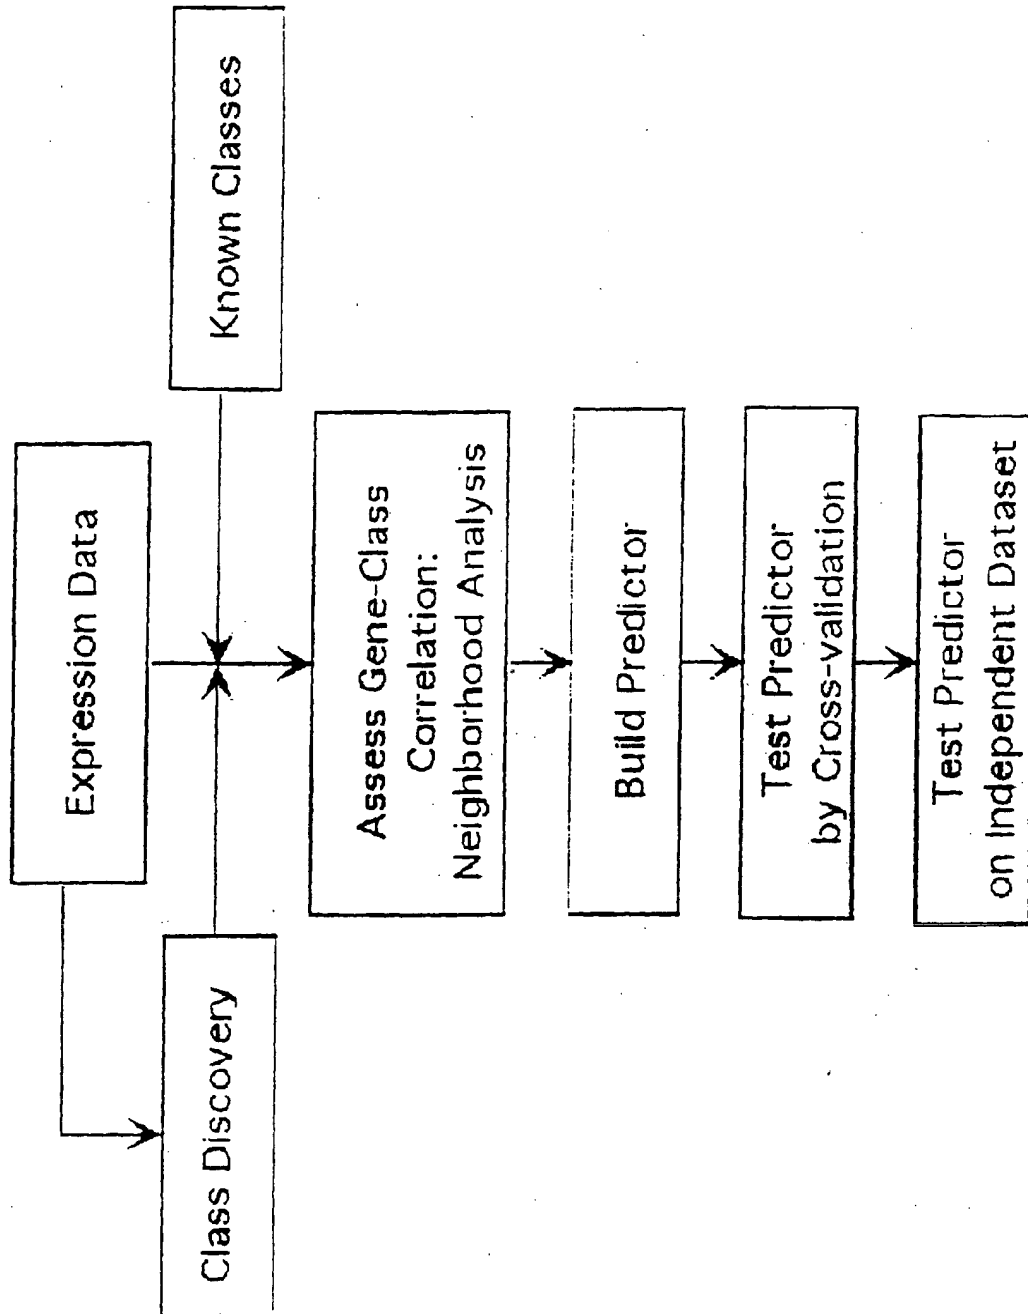 Expression Data
Class Discovery
Known Classes
Assess Gene-Class
Correlation:
Neighborhood Analysis
Build Predictor
Test Predictor
by Cross-validation
Test Predictor
on Independent Dataset